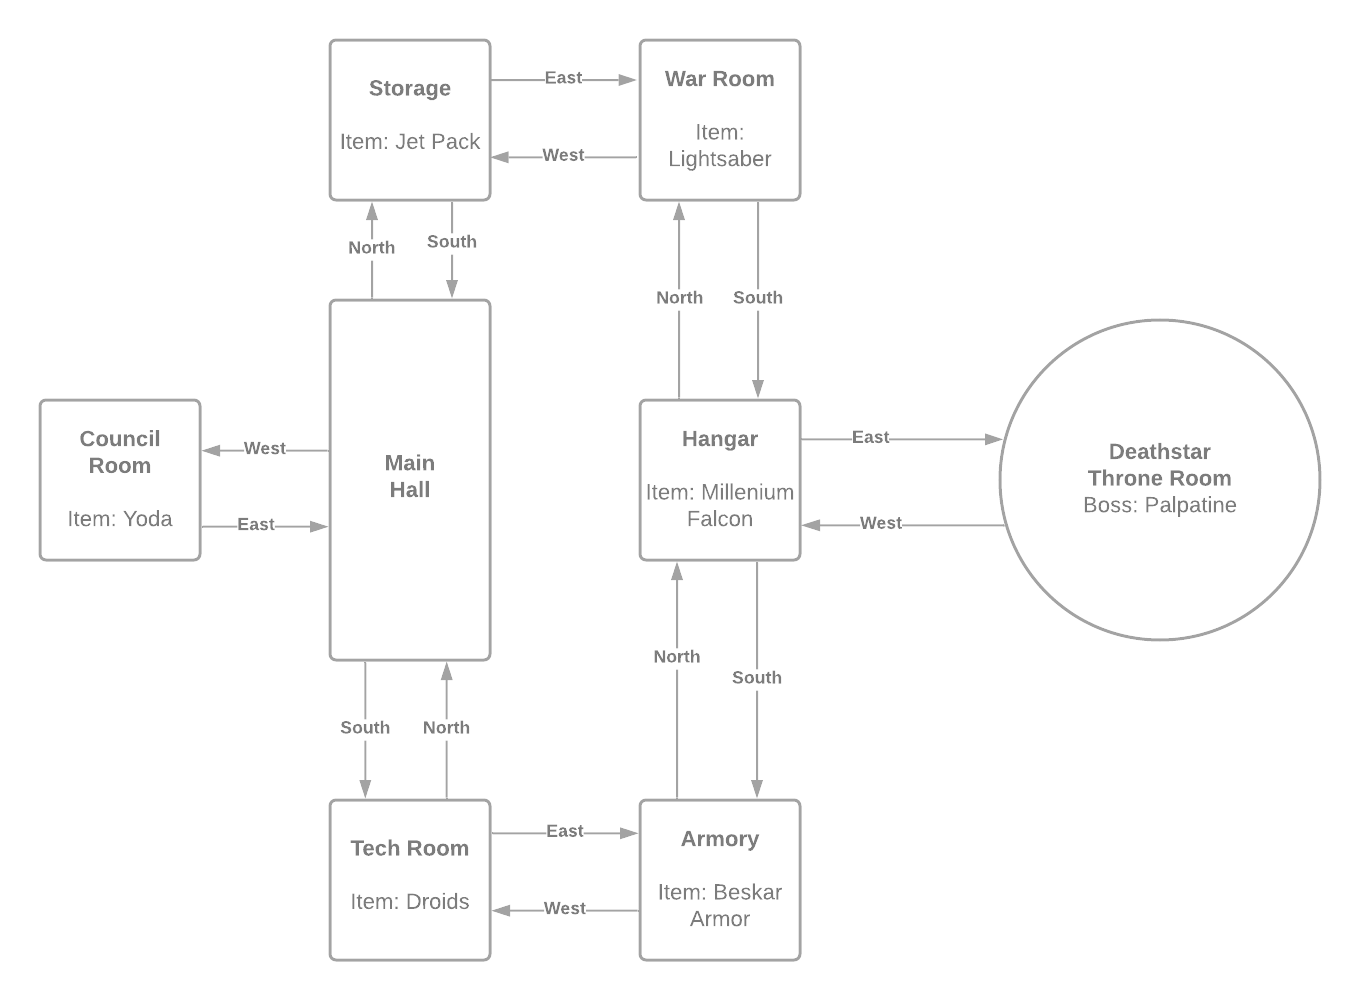 Storage
Item: Jet Pack
East
West
War Room
Item:
Lightsaber
North
South
North
South
Council
Room
Item: Yoda
West
East
Main
Hall
Hangar
Item: Millenium
Falcon
East
West
Deathstar
Throne Room
Boss: Palpatine
South
North
North
South
Tech Room
Item: Droids
East
West
Armory
Item: Beskar
Armor